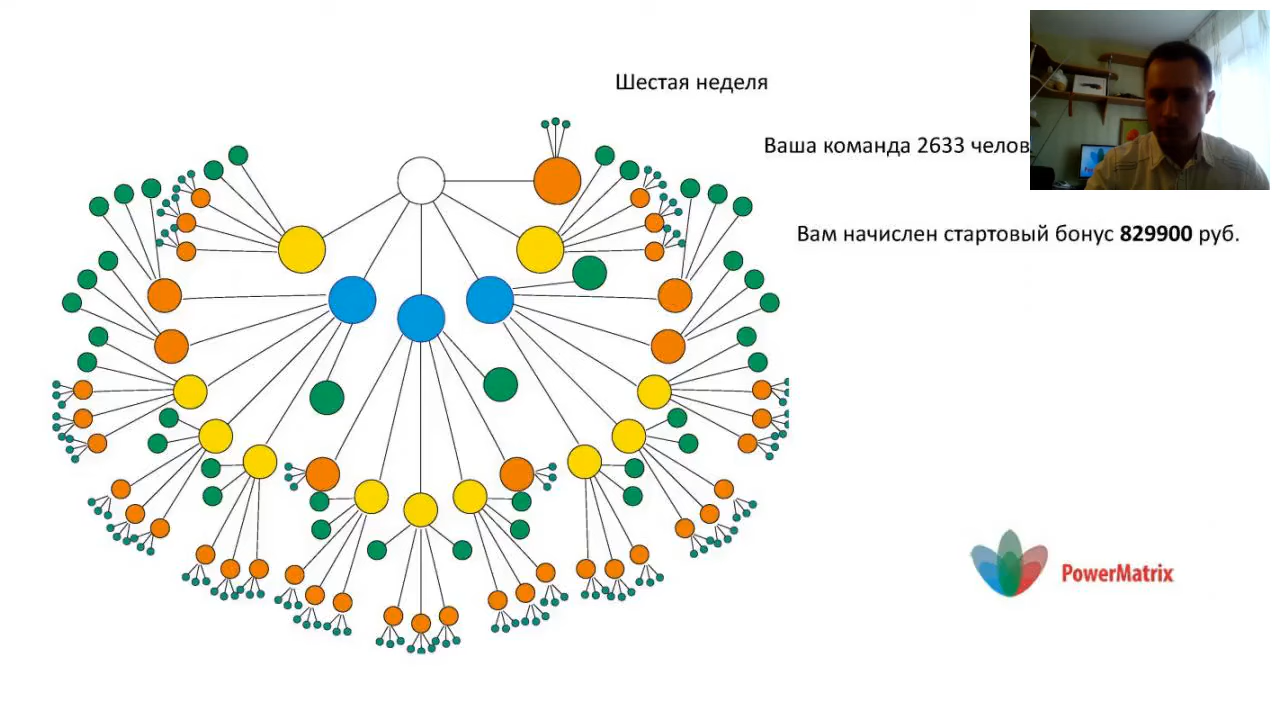 Шестая неделя
Ваша команда 2633 челов
Вам начислен стартовый бонус 829900 руб.
PowerMatrix